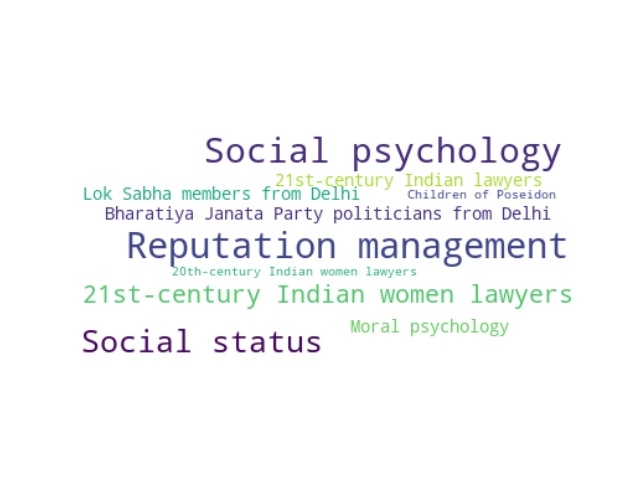 Social psychology
21st-century Indian lawyers
Lok Sabha members from Delhi
Children of Poseidon
Bharatiya Janata Party politicians from Delhi
Reputation management
20th-century Indian women lawyers
21st-century Indian women lawyers
Moral psychology
Social status